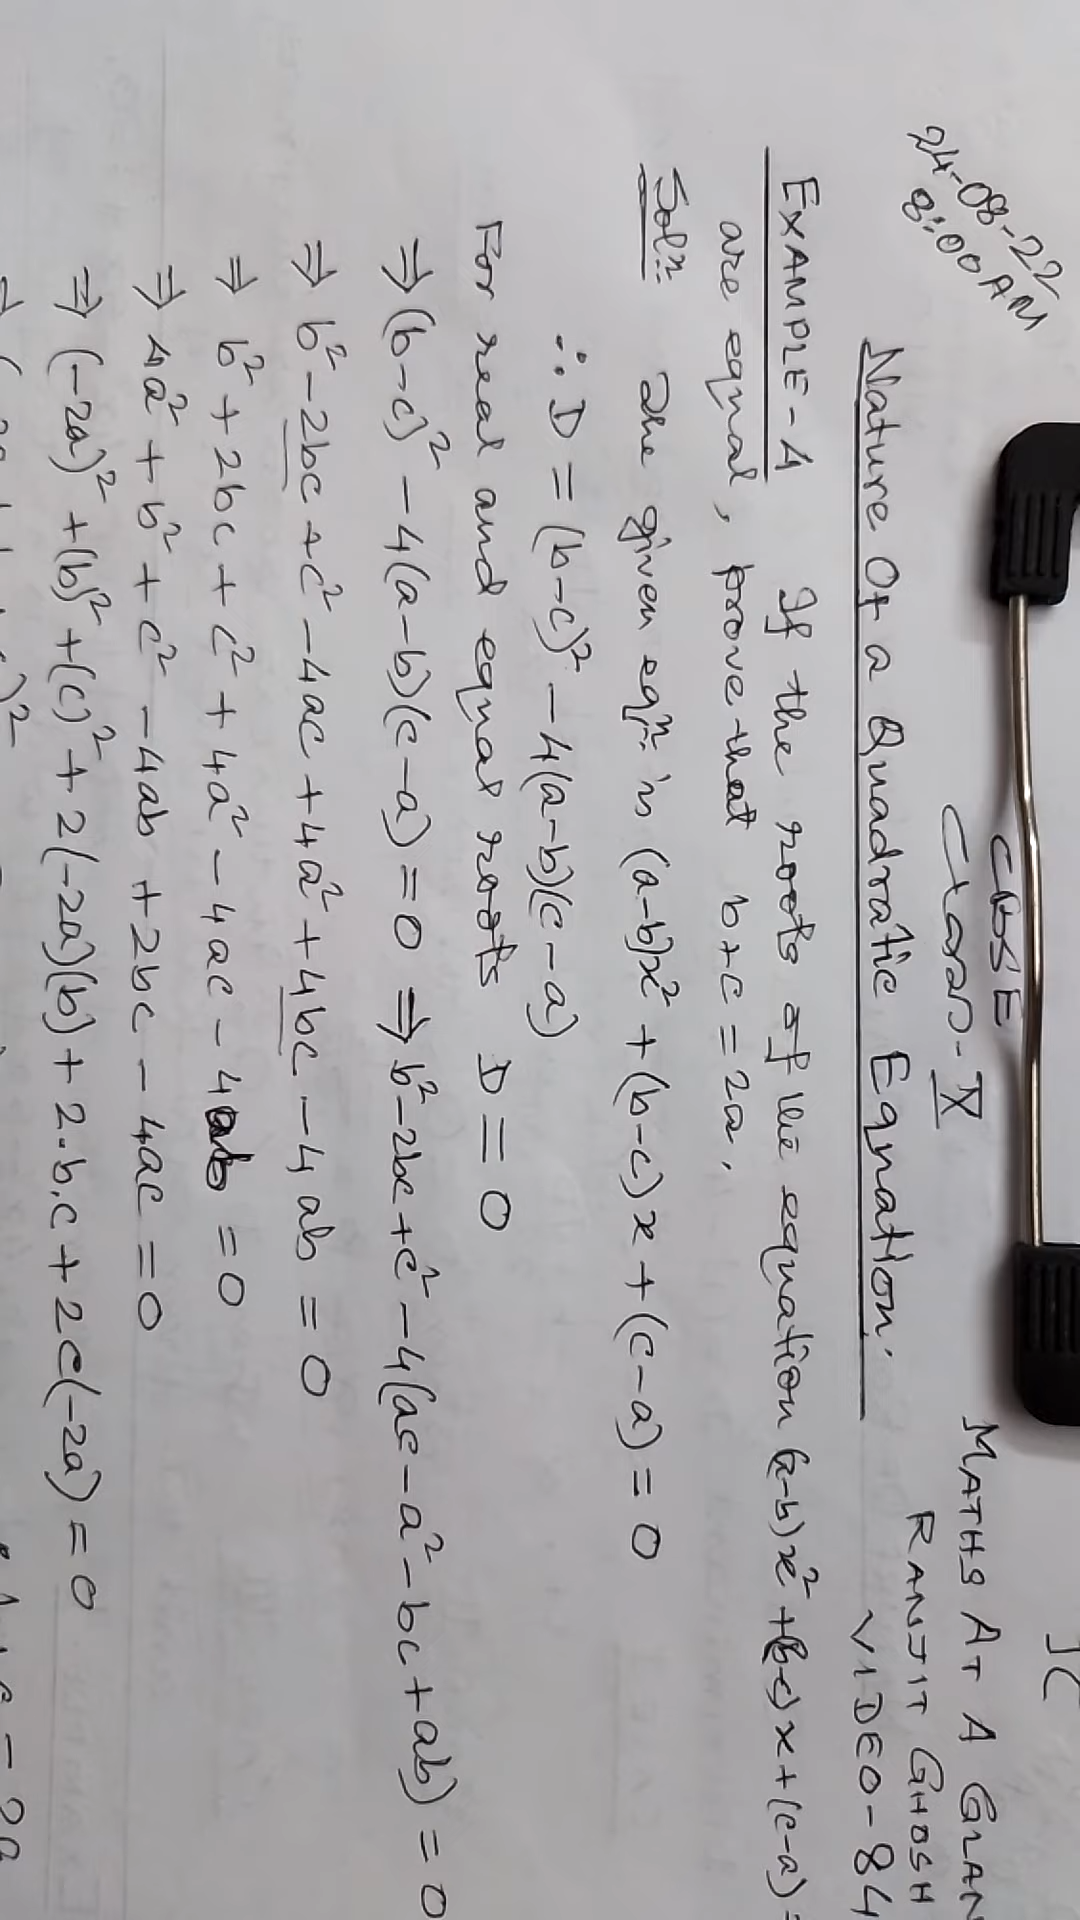 24-08-22
8:00 AM
CBSE
Class-X
MATHS AT A GLAN
RANJIT GHOSH
VIDEO-84
Nature Of a Quadratic Equation.
EXAMPLE-4 If the roots of the equation (a-b)x²+(b-c)x+(c-a)=
are equal, prove that b+c=2a.
Solⁿ: The given eqⁿ is (a-b)x²+(b-c)x+(c-a)=0
∴ D=(b-c)²-4(a-b)(c-a)
For real and equal roots D=0
⇒ (b-c)²-4(a-b)(c-a)=0 ⇒ b²-2bc+c²-4(ac-a²-bc+ab)=0
⇒ b²-2bc+c²-4ac+4a²+4bc-4ab=0
⇒ b²+2bc+c²+4a²-4ac-4ab=0
⇒ 4a²+b²+c²-4ab+2bc-4ac=0
⇒ (-2a)²+(b)²+(c)²+2(-2a)(b)+2.b.c+2c(-2a)=0